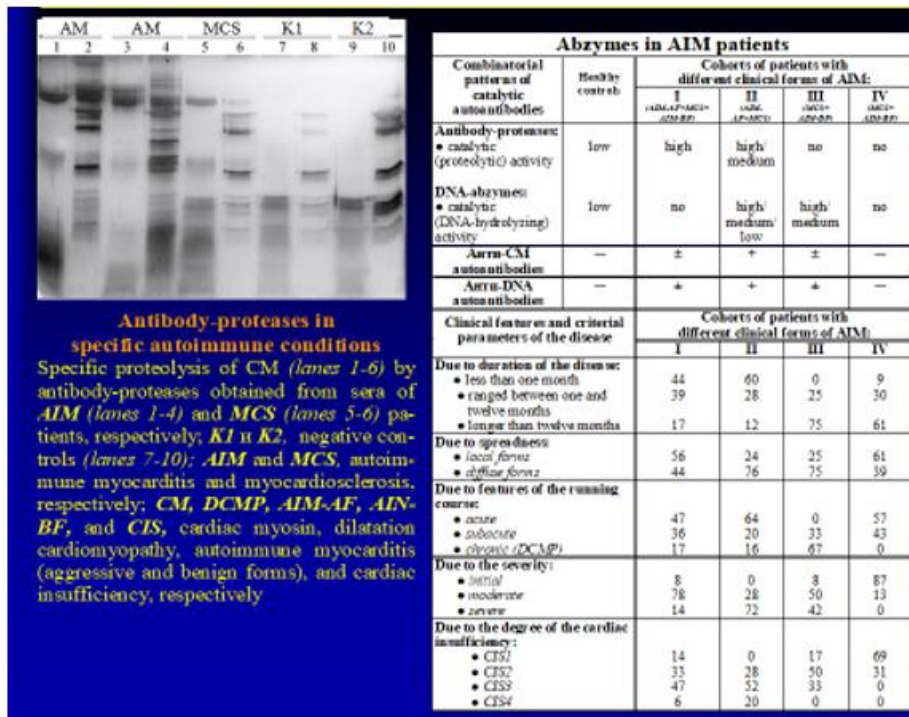 AM AM MCS K1 K2
1 2 3 4 5 6 7 8 9 10
Antibody-proteases in
specific autoimmune conditions
Specific proteolysis of CM (lanes 1-6) by
antibody-proteases obtained from sera of
AIM (lanes 1-4) and MCS (lanes 5-6) pa-
tients, respectively; K1 и K2, negative con-
trols (lanes 7-10); AIM and MCS, autoim-
mune myocarditis and myocardiosclerosis,
respectively; CM, DCMP, AIM-AF, AIN-
BF, and CIS, cardiac myosin, dilatation
cardiomyopathy, autoimmune myocarditis
(aggressive and benign forms), and cardiac
insufficiency, respectively
Abzymes in AIM patients
Combinatorial patterns of catalytic autoantibodies
Healthy controls
Cohorts of patients with
different clinical forms of AIM:
I II III IV
Antibody-proteases:
• catalytic (proteolytic) activity low high high/medium no no
DNA-abzymes:
• catalytic (DNA-hydrolyzing) activity low no high/medium/low high/medium no
Анти-CM autoantibodies — ± + ± —
Анти-DNA autoantibodies — ± + ± —
Clinical features and criterial parameters of the disease
Cohorts of patients with
different clinical forms of AIM:
I II III IV
Due to duration of the disease:
• less than one month 44 60 0 9
• ranged between one and twelve months 39 28 25 30
• longer than twelve months 17 12 75 61
Due to spreadness:
• local forms 56 24 25 61
• diffuse forms 44 76 75 39
Due to features of the running course:
• acute 47 64 0 57
• subacute 36 20 33 43
• chronic (DCMP) 17 16 67 0
Due to the severity:
• initial 8 0 8 87
• moderate 78 28 50 13
• severe 14 72 42 0
Due to the degree of the cardiac insufficiency:
• CIS1 14 0 17 69
• CIS2 33 28 50 31
• CIS3 47 52 33 0
• CIS4 6 20 0 0